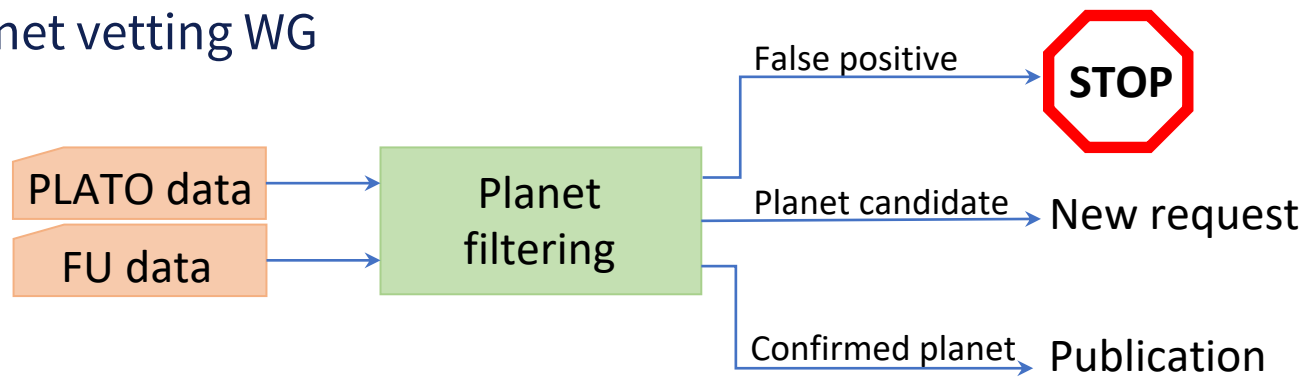 net vetting WG
False positive
STOP
PLATO data
Planet
filtering
Planet candidate
New request
FU data
Confirmed planet
Publication